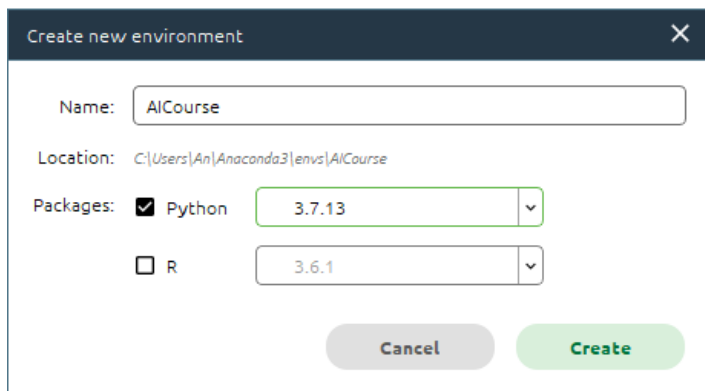 Create new environment
Name: AICourse
Location: C:\Users\An\Anaconda3\envs\AICourse
Packages: Python 3.7.13
R 3.6.1
Cancel Create